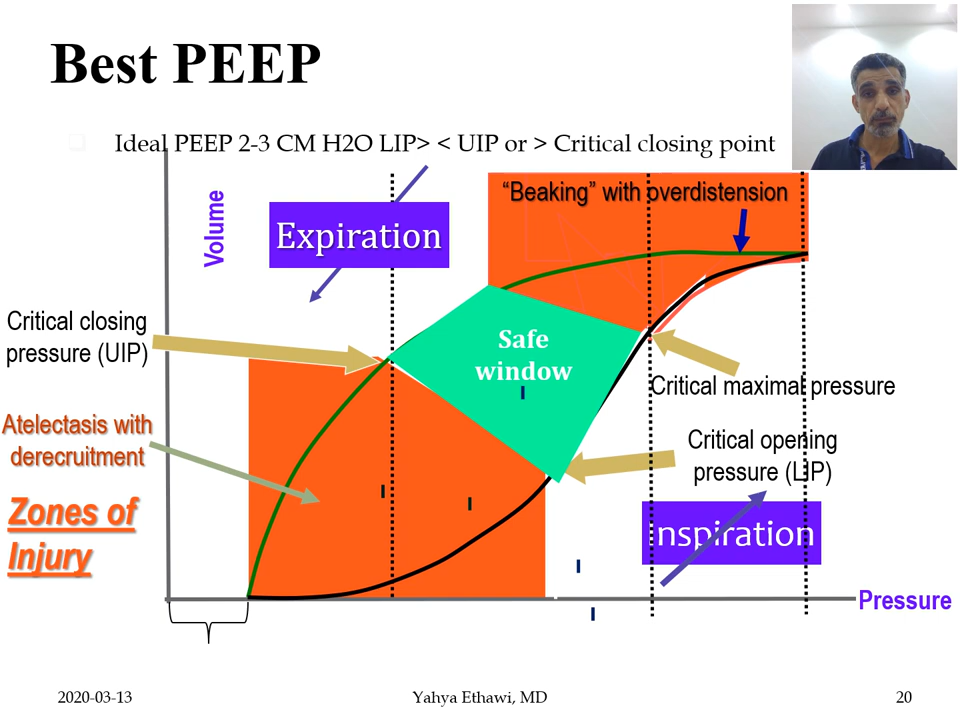 Best PEEP
Ideal PEEP 2-3 CM H2O LIP> < UIP or > Critical closing point
"Beaking" with overdistension
Volume
Expiration
Critical closing
pressure (UIP)
Safe
window
Critical maximal pressure
Atelectasis with
derecruitment
Critical opening
pressure (LIP)
Zones of
Injury
Inspiration
Pressure
2020-03-13
Yahya Ethawi, MD
20